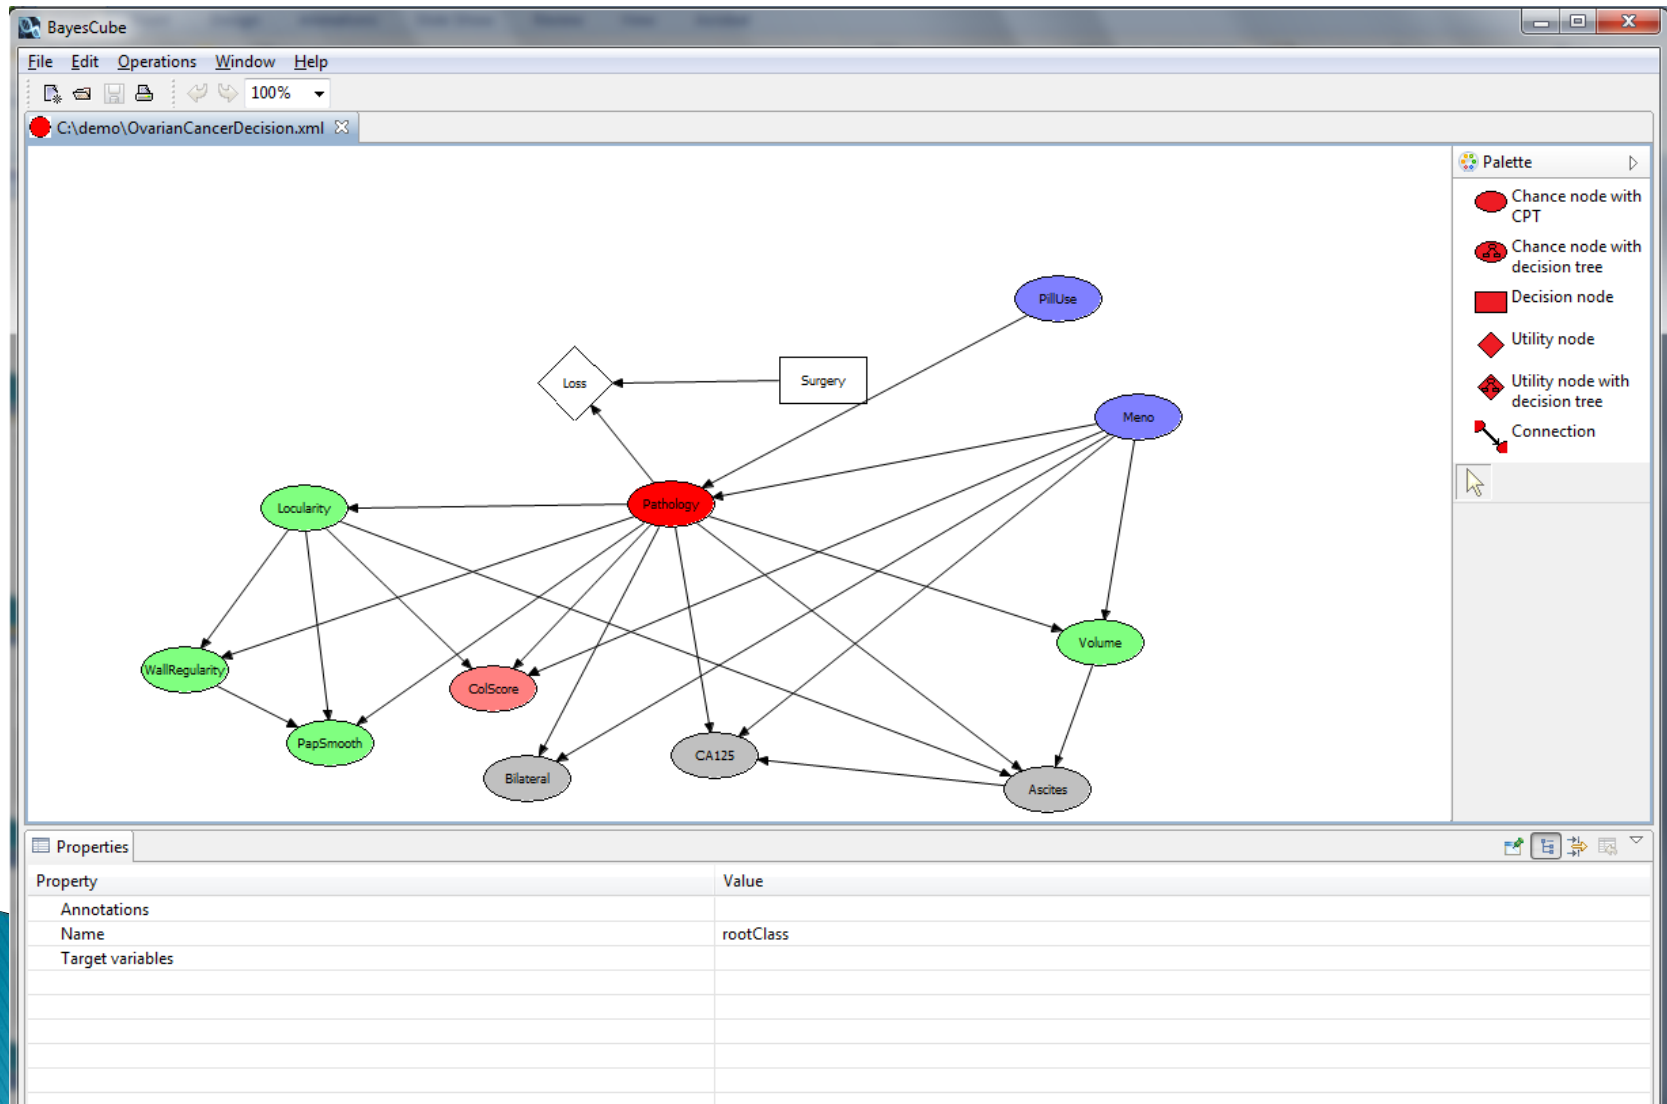 BayesCube
File Edit Operations Window Help
100%
C:\demo\OvarianCancerDecision.xml
Palette
Chance node with
CPT
Chance node with
decision tree
Decision node
Utility node
Utility node with
decision tree
Connection
PillUse
Loss
Surgery
Meno
Locularity
Pathology
Volume
WallRegularity
ColScore
PapSmooth
CA125
Bilateral
Ascites
Properties
Property Value
Annotations
Name rootClass
Target variables